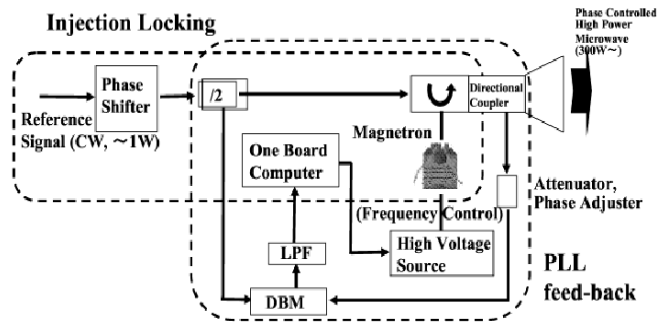 Injection Locking
Phase Controlled
High Power
Microwave
(300W～)
Phase
Shifter
/2
Directional
Coupler
Reference
Signal (CW, ～1W)
Magnetron
One Board
Computer
Attenuator,
Phase Adjuster
(Frequency Control)
High Voltage
Source
LPF
PLL
feed-back
DBM